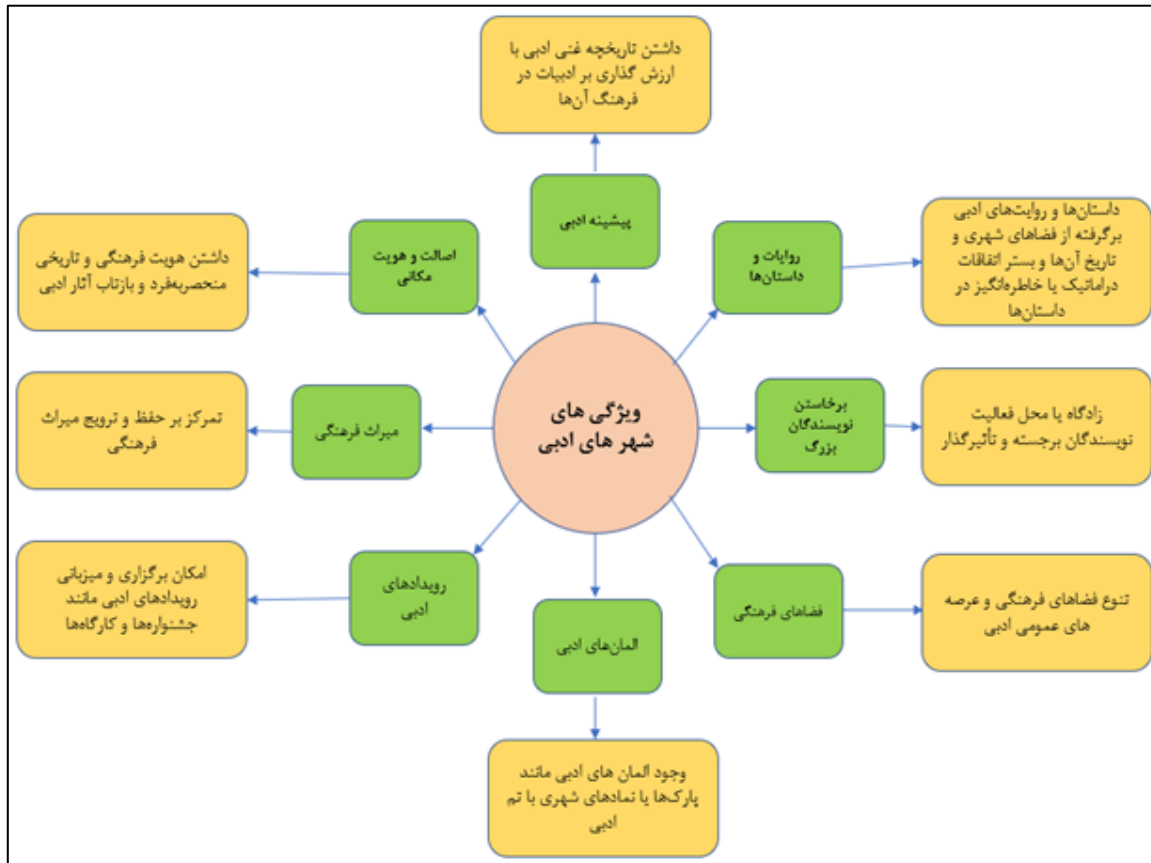 ویژگی های
شهر های ادبی
پیشینه ادبی
داشتن تاریخچه غنی ادبی با
ارزش گذاری بر ادبیات در
فرهنگ آن‌ها
روایات و
داستان‌ها
داستان‌ها و روایت‌های ادبی
برگرفته از فضاهای شهری و
تاریخ آن‌ها و بستر اتفاقات
دراماتیک یا خاطره‌انگیز در
داستان‌ها
برخاستن
نویسندگان
بزرگ
زادگاه یا محل فعالیت
نویسندگان برجسته و تأثیرگذار
فضاهای فرهنگی
تنوع فضاهای فرهنگی و عرصه
های عمومی ادبی
المان‌های ادبی
وجود المان های ادبی مانند
پارک‌ها یا نمادهای شهری با تم
ادبی
رویدادهای
ادبی
امکان برگزاری و میزبانی
رویدادهای ادبی مانند
جشنواره‌ها و کارگاه‌ها
میراث فرهنگی
تمرکز بر حفظ و ترویج میراث
فرهنگی
اصالت و هویت
مکانی
داشتن هویت فرهنگی و تاریخی
منحصربه‌فرد و بازتاب آثار ادبی